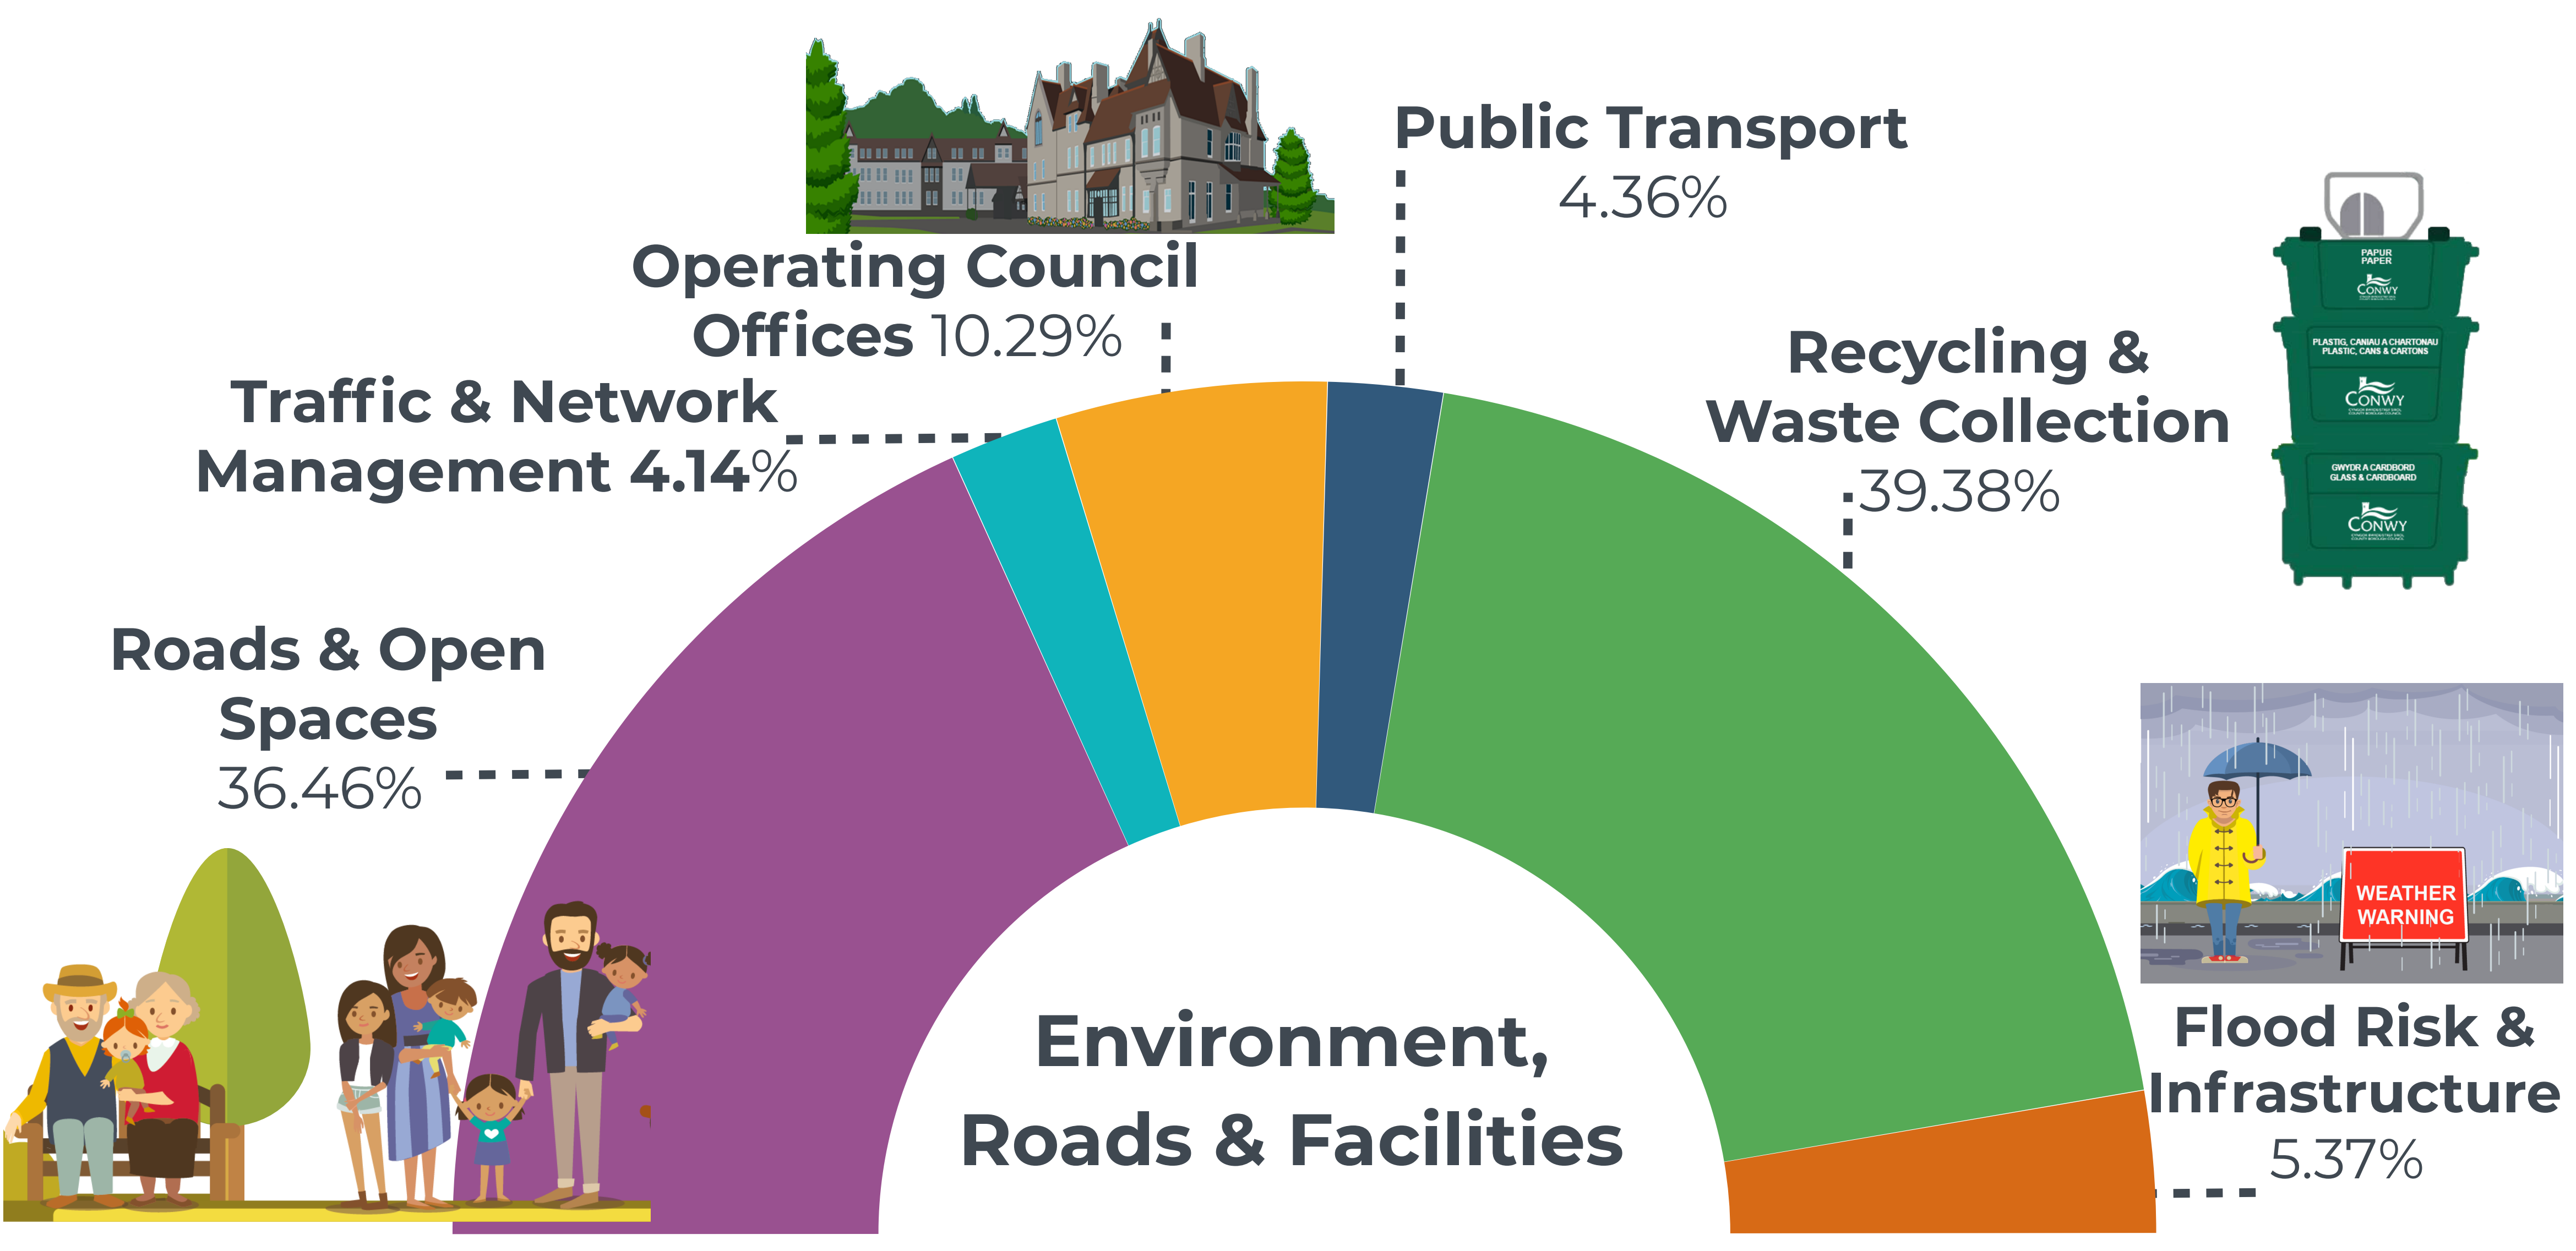 Public Transport
4.36%
Operating Council
Offices 10.29%
Traffic & Network
Management 4.14%
Recycling &
Waste Collection
39.38%
Roads & Open
Spaces
36.46%
PAPUR
PAPER
CONWY
PLASTIG, CANIAU A CHARTONAU
PLASTIC, CANS & CARTONS
CONWY
GWYDR A CARDBORD
GLASS & CARDBOARD
CONWY
WEATHER
WARNING
Flood Risk &
Infrastructure
5.37%
Environment,
Roads & Facilities